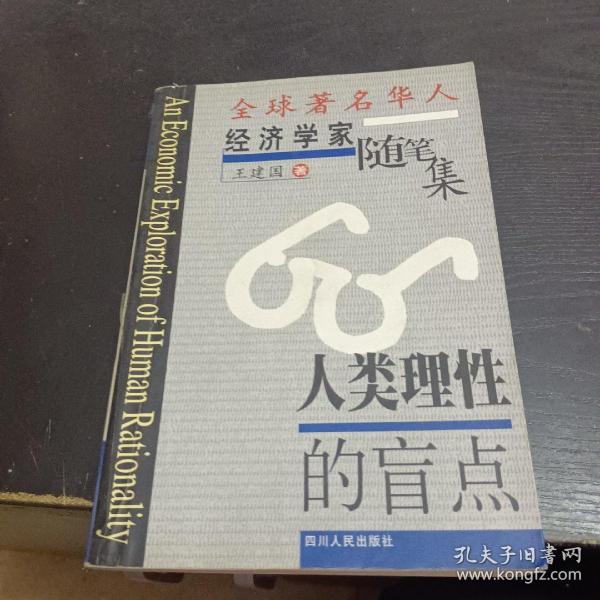 An Economic Exploration of Human Rationality
全球著名华人
经济学家
随笔集
王建国 著
人类理性
的盲点
四川人民出版社
孔夫子旧书网
www.kongfz.com